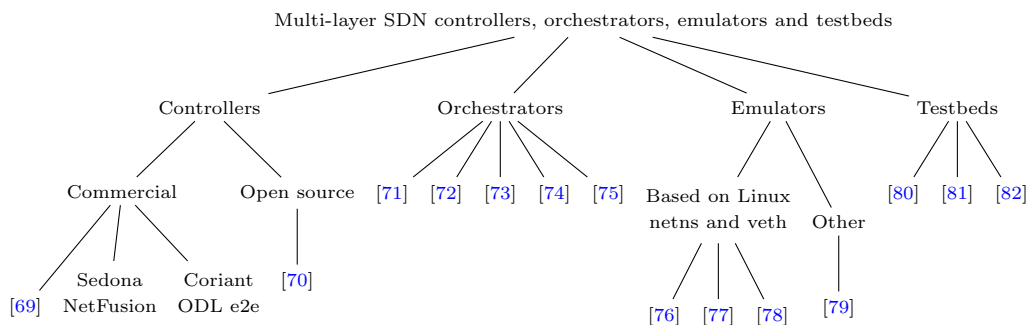 Multi-layer SDN controllers, orchestrators, emulators and testbeds
Controllers
Orchestrators
Emulators
Testbeds
Commercial
Open source
[71] [72] [73] [74] [75]
Based on Linux
netns and veth
Other
[80] [81] [82]
[69]
Sedona
NetFusion
Coriant
ODL e2e
[70]
[76] [77] [78]
[79]